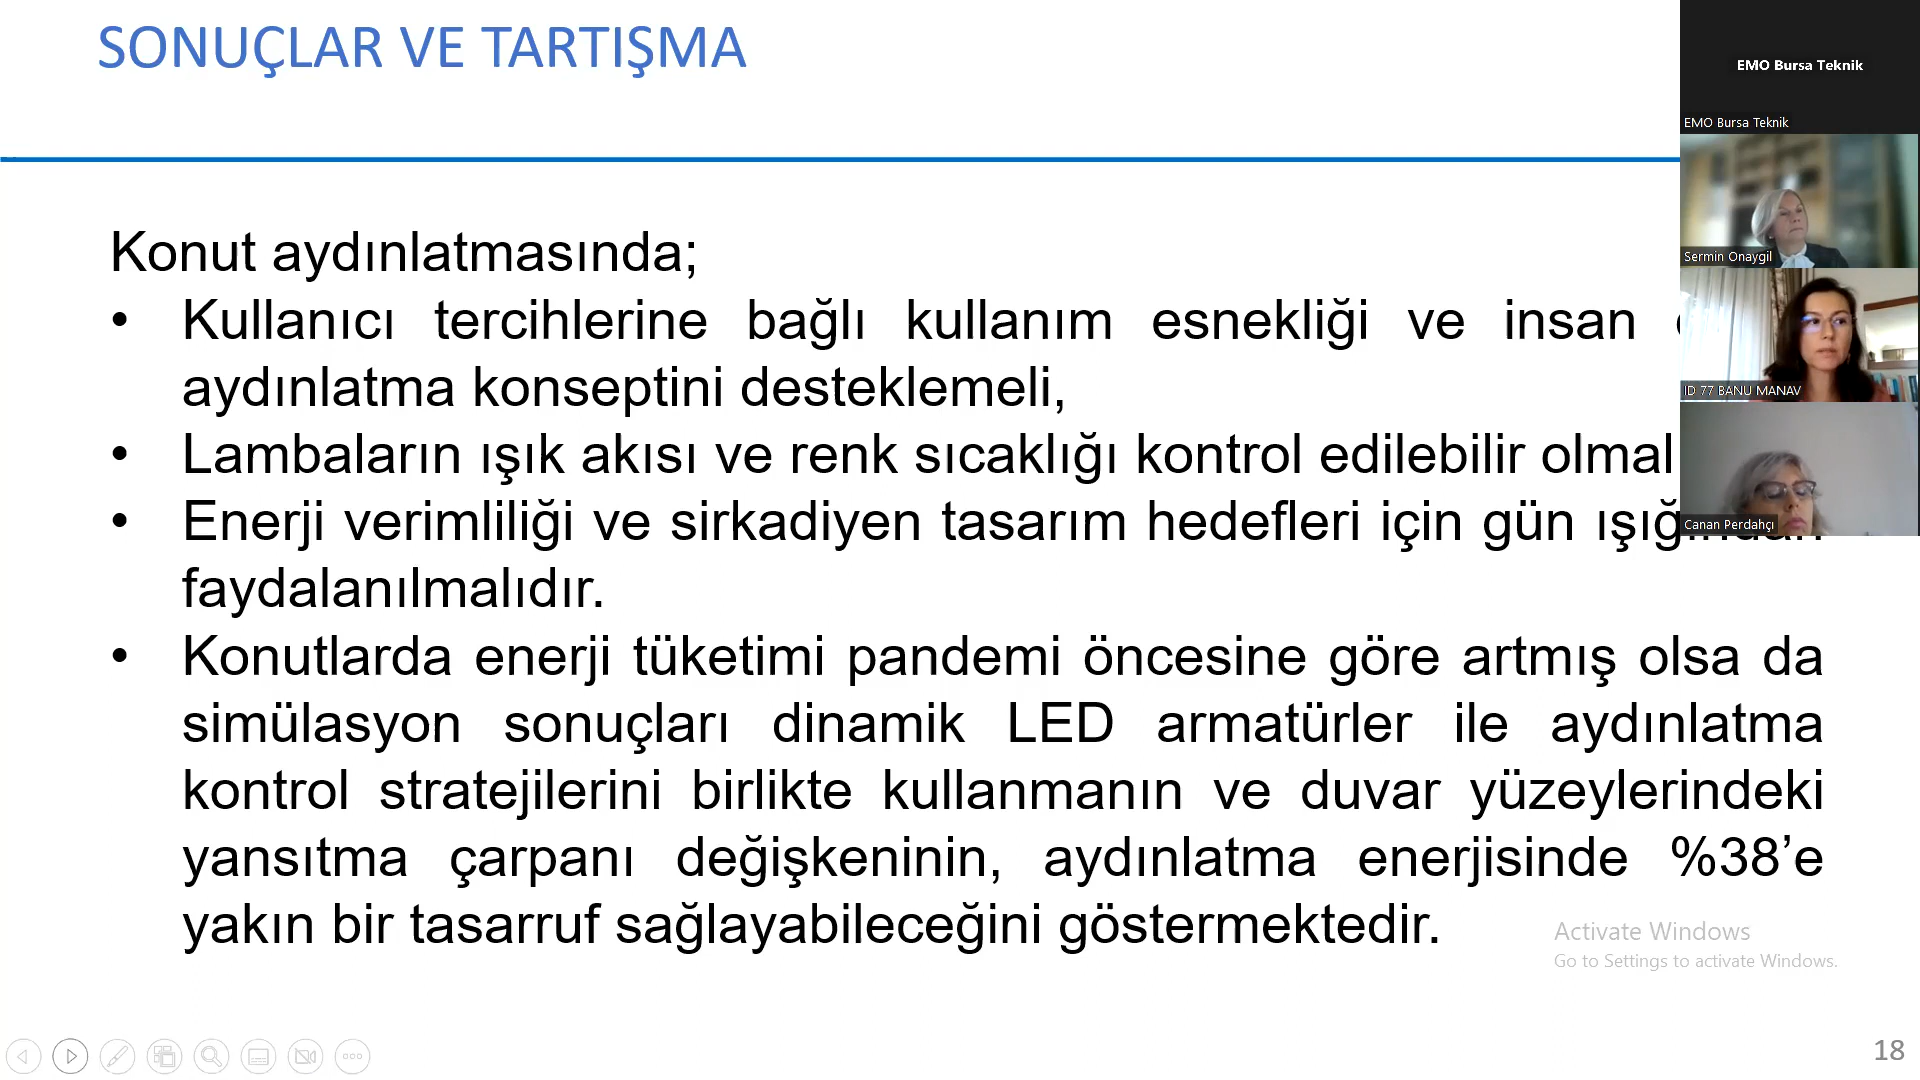 SONUÇLAR VE TARTIŞMA
EMO Bursa Teknik
EMO Bursa Teknik
Sermin Onaygil
ID 77 BANU MANAV
Canan Perdahçı
Konut aydınlatmasında;
• Kullanıcı tercihlerine bağlı kullanım esnekliği ve insan
aydınlatma konseptini desteklemeli,
• Lambaların ışık akısı ve renk sıcaklığı kontrol edilebilir
• Enerji verimliliği ve sirkadiyen tasarım hedefleri için gün ışığından
faydalanılmalıdır.
• Konutlarda enerji tüketimi pandemi öncesine göre artmış olsa da
simülasyon sonuçları dinamik LED armatürler ile aydınlatma
kontrol stratejilerini birlikte kullanmanın ve duvar yüzeylerindeki
yansıtma çarpanı değişkeninin, aydınlatma enerjisinde %38’e
yakın bir tasarruf sağlayabileceğini göstermektedir.
Activate Windows
Go to Settings to activate Windows.
18